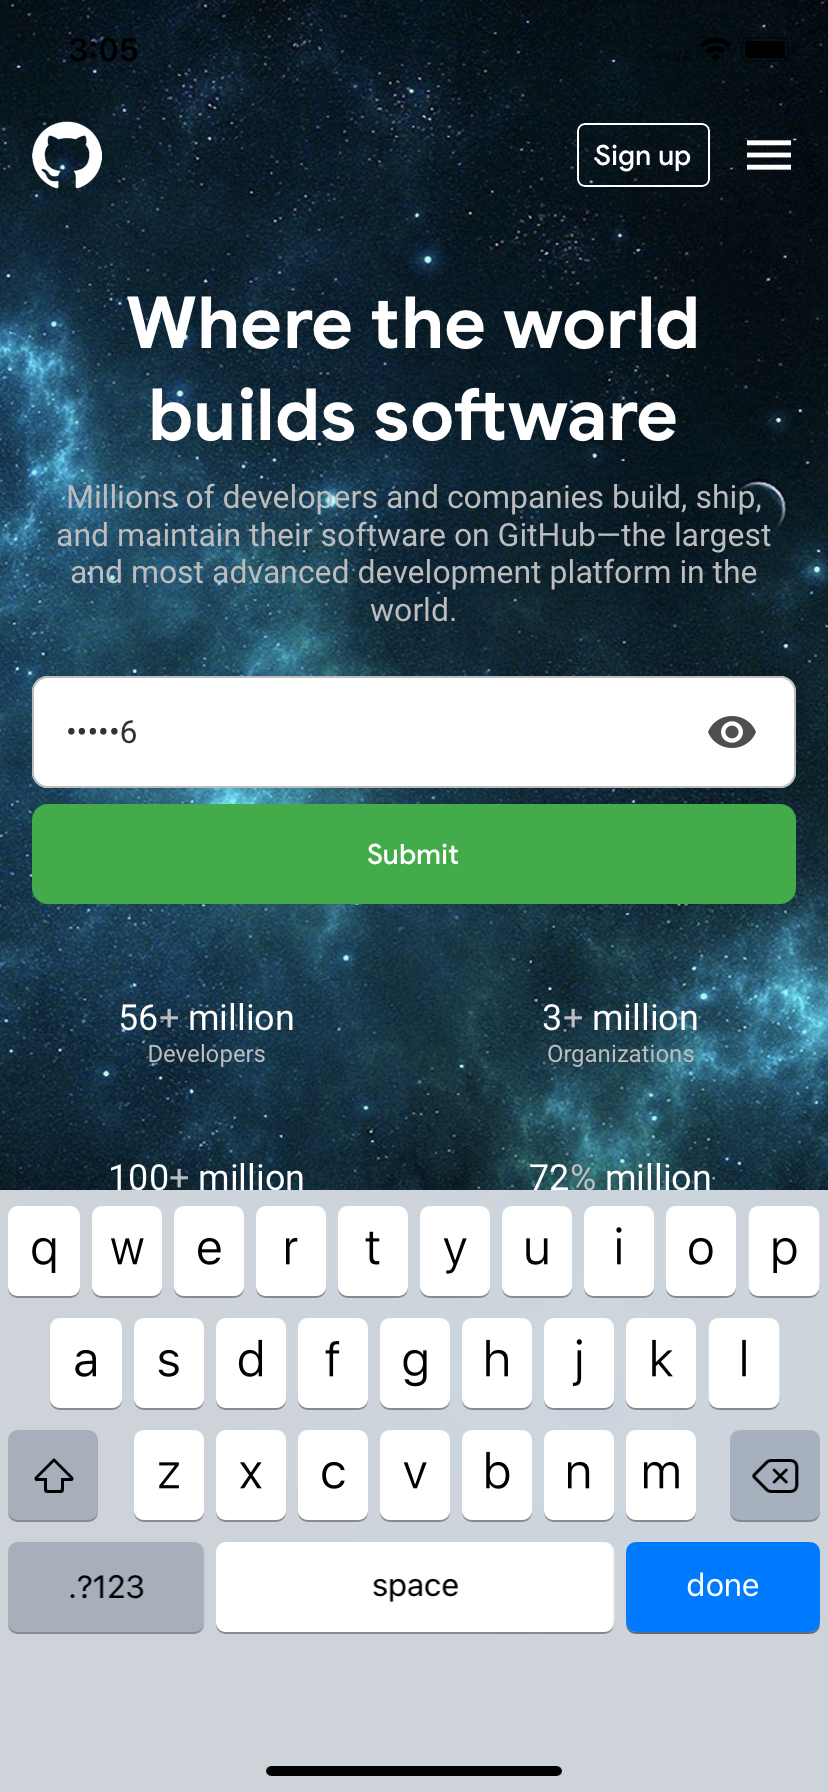 3:05
Sign up
Where the world
builds software
Millions of developers and companies build, ship,
and maintain their software on GitHub—the largest
and most advanced development platform in the
world.
•••••6
Submit
56+ million
3+ million
Developers
Organizations
100+ million
72% million
q w e r t y u i o p
a s d f g h j k l
z x c v b n m
.?123 space done